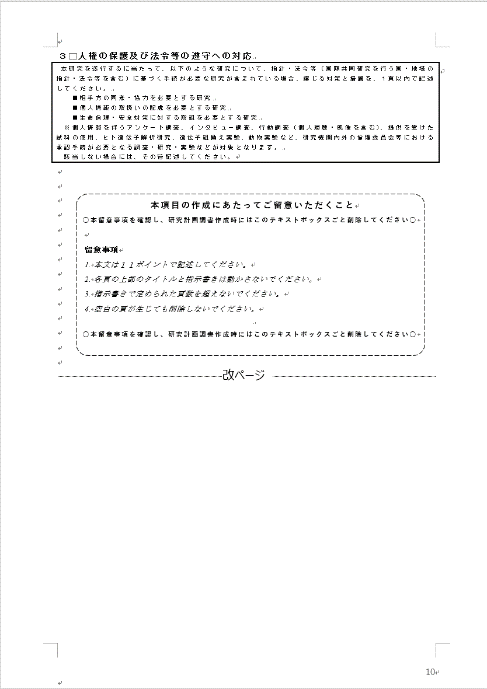 3 □人権の保護及び法令等の遵守への対応
本研究を遂行するに当たって、以下のような研究について、指針・法令等（国際共同研究を行う国・地域の
指針・法令等を含む）に基づく手続が必要な研究が含まれている場合、講じる対策と措置を、1頁以内で記述
してください。
■相手方の同意・協力を必要とする研究
■個人情報の取扱いの配慮を必要とする研究
■生命倫理・安全対策に対する取組を必要とする研究
※個人情報を伴うアンケート調査、インタビュー調査、行動調査（個人履歴・映像を含む）、提供を受けた
試料の使用、ヒト遺伝子解析研究、遺伝子組換え実験、動物実験など、研究機関内外の倫理委員会等における
承認手続が必要となる調査・研究・実験などが対象となります。
該当しない場合には、その旨記述してください。
本項目の作成にあたってご留意いただくこと
○本留意事項を確認し、研究計画調書作成時にはこのテキストボックスごと削除してください○
留意事項
1. 本文は11ポイントで記述してください。
2. 各頁の上部のタイトルと指示書きは動かさないでください。
3. 指示書きで定められた頁数を超えないでください。
4. 空白の頁が生じても削除しないでください。
○本留意事項を確認し、研究計画調書作成時にはこのテキストボックスごと削除してください○
改ページ
10